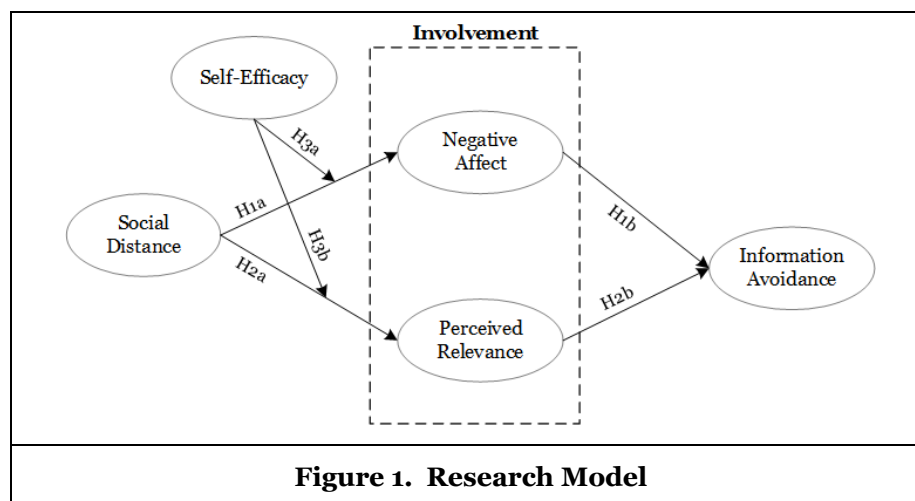 Involvement
Self-Efficacy
H3a
Negative
Affect
H1a
Social
Distance
H3b
H1b
H2a
Information
Avoidance
H2b
Perceived
Relevance
Figure 1. Research Model